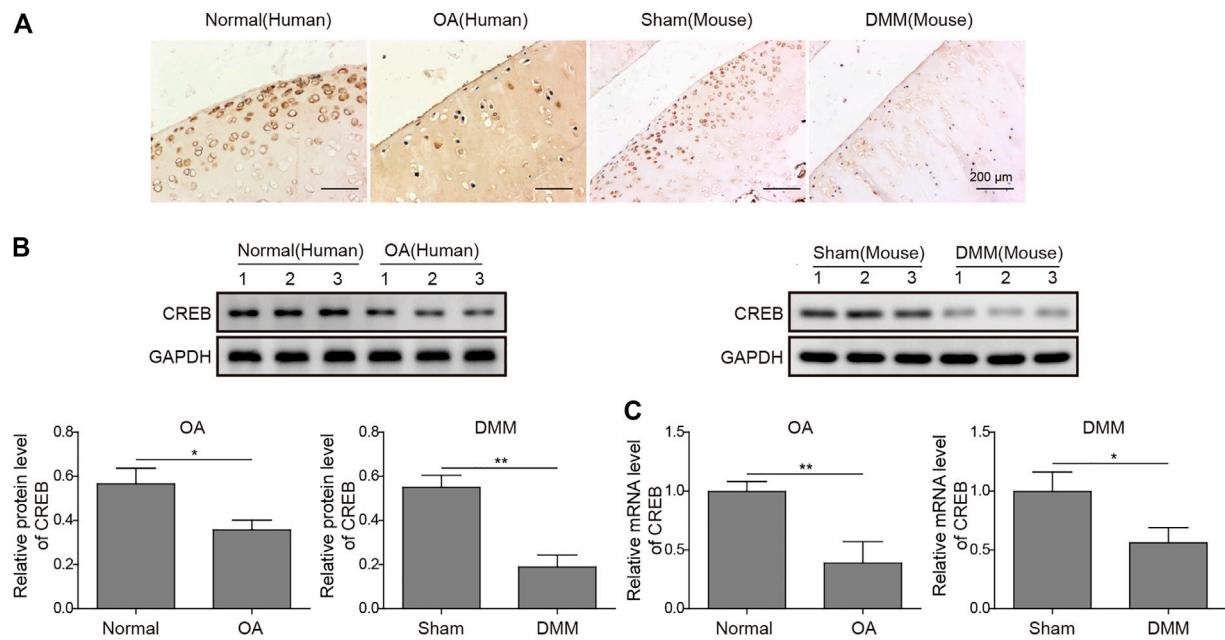 A
Normal(Human) OA(Human) Sham(Mouse) DMM(Mouse)
200 μm
B
Normal(Human) OA(Human)
1 2 3 1 2 3
CREB
GAPDH
Sham(Mouse) DMM(Mouse)
1 2 3 1 2 3
CREB
GAPDH
OA
Relative protein level
of CREB
0.8
0.6
0.4
0.2
0.0
*
Normal OA
DMM
Relative protein level
of CREB
0.8
0.6
0.4
0.2
0.0
**
Sham DMM
C
OA
Relative mRNA level
of CREB
1.5
1.0
0.5
0.0
**
Normal OA
DMM
Relative mRNA level
of CREB
1.5
1.0
0.5
0.0
*
Sham DMM